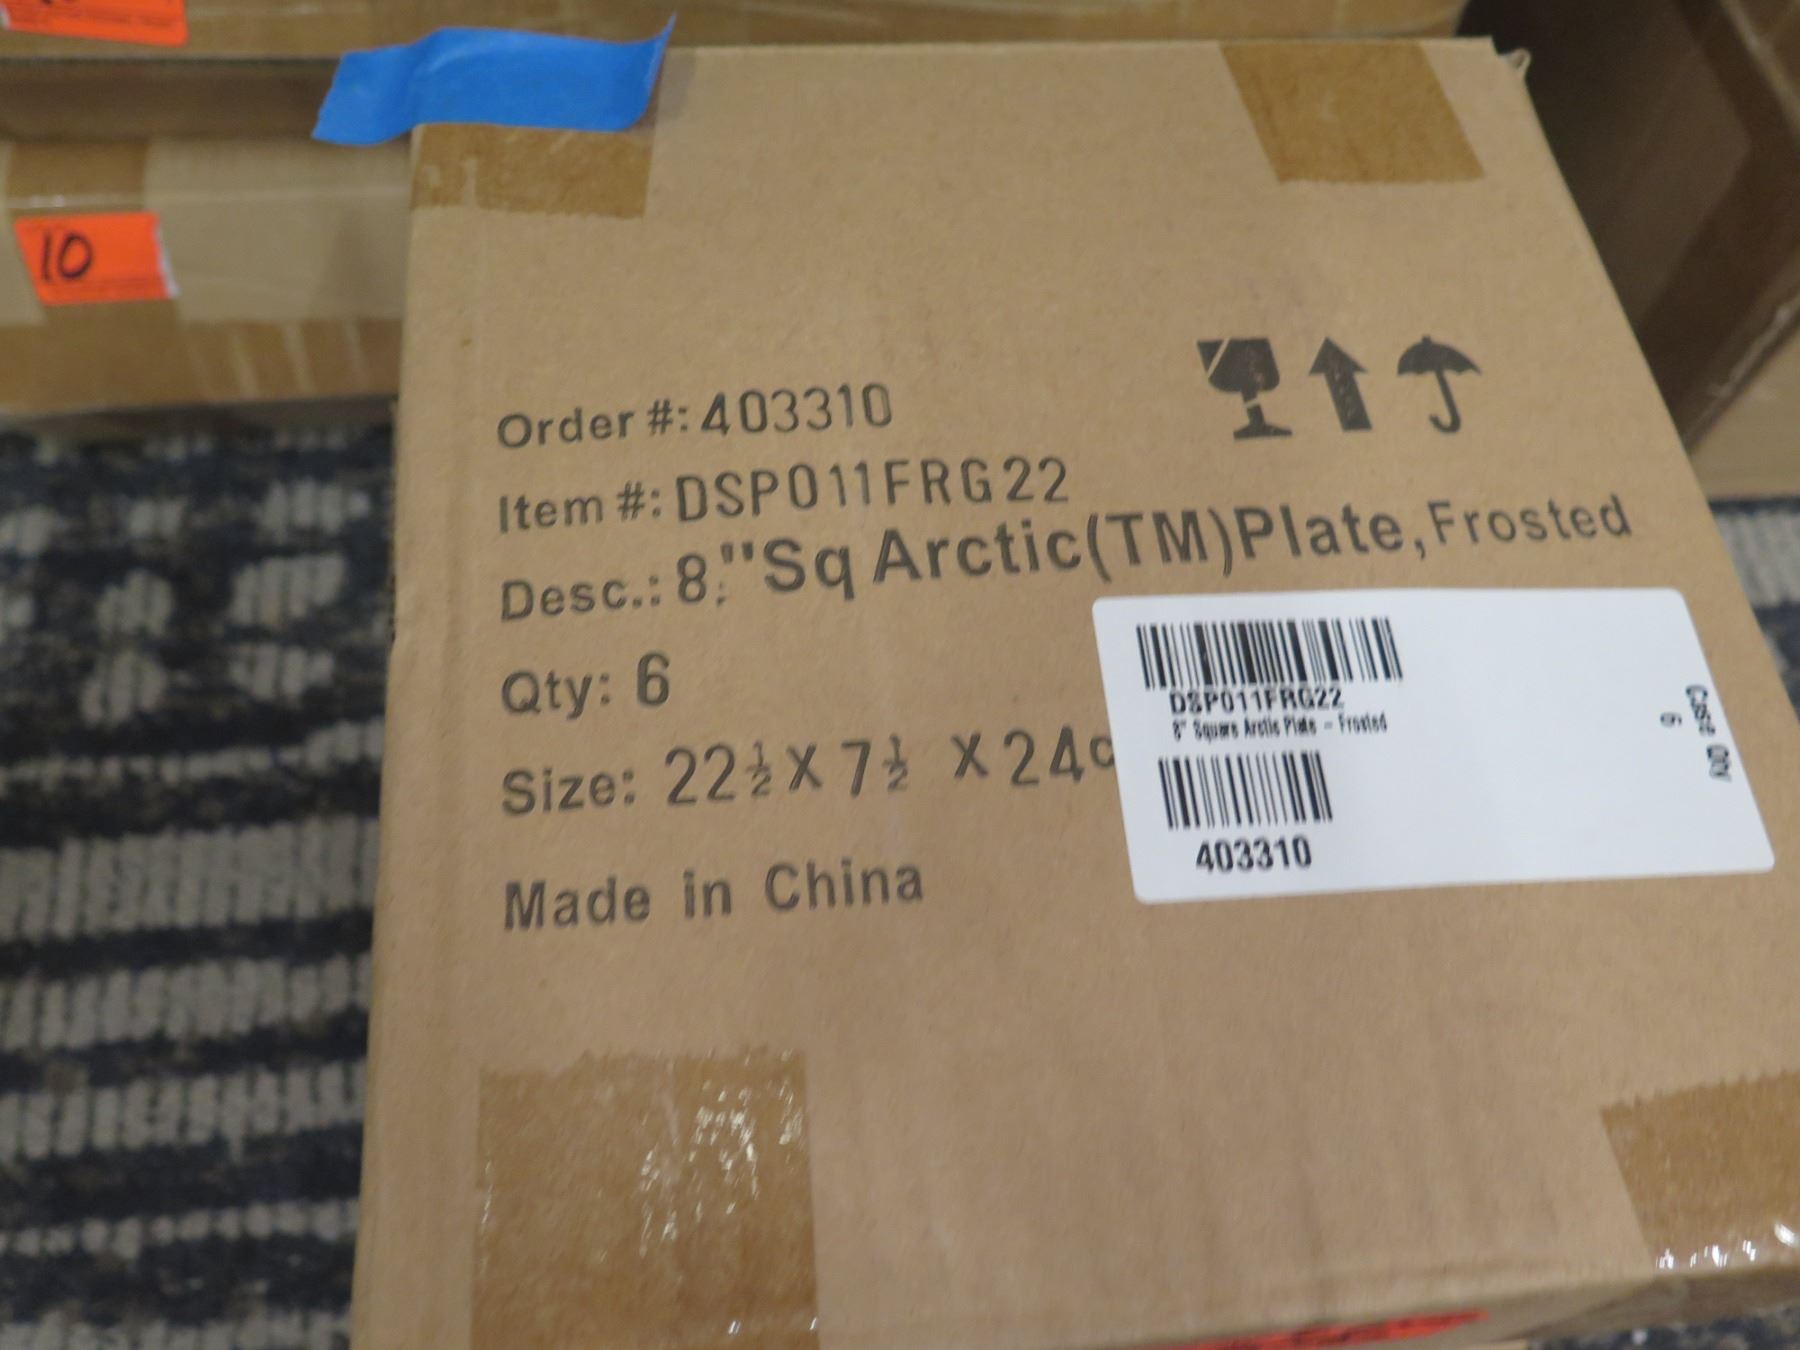 10
Order #: 403310
Item #: DSP011FRG22
Desc.: 8."Sq Arctic(TM)Plate,Frosted
Qty: 6
Size: 22½ X 7½ X 24c
Made in China
DSP011FRG22
8" Square Arctic Plate - Frosted
403310
Case Qty
6